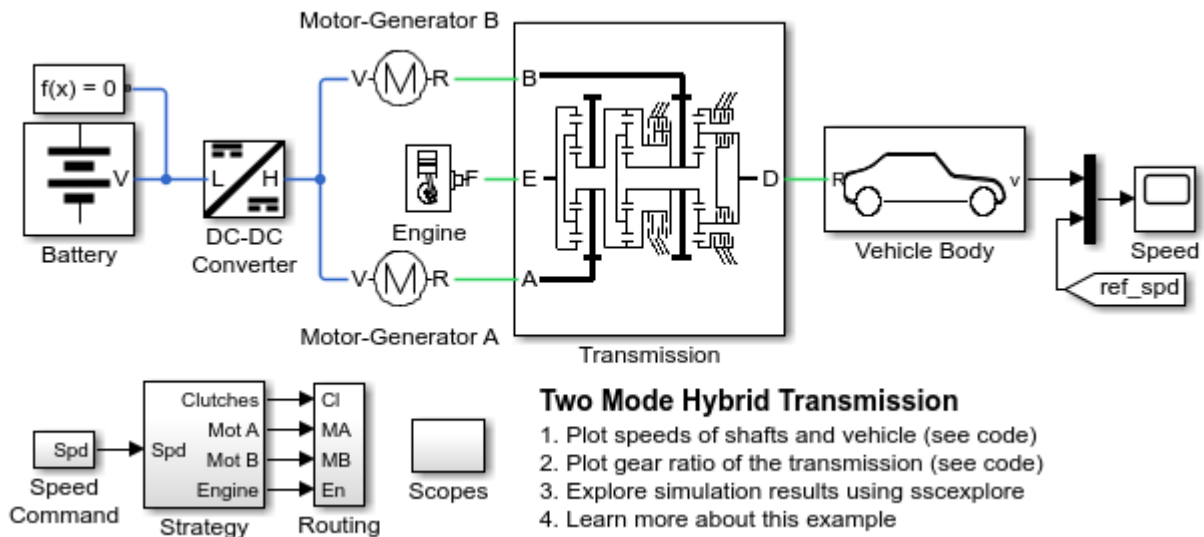 Motor-Generator B
f(x) = 0
V
Battery
L
H
DC-DC
Converter
V
M
R
B
F
E
Engine
V
M
R
A
Motor-Generator A
D
Transmission
R
v
Vehicle Body
Speed
ref_spd
Spd
Speed
Command
Spd
Clutches
Mot A
Mot B
Engine
Strategy
Cl
MA
MB
En
Routing
Scopes
Two Mode Hybrid Transmission
1. Plot speeds of shafts and vehicle (see code)
2. Plot gear ratio of the transmission (see code)
3. Explore simulation results using sscexplore
4. Learn more about this example